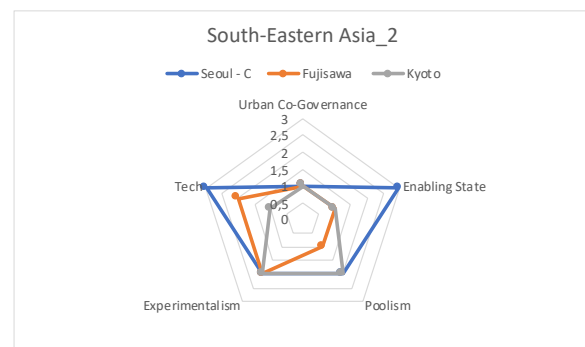 South-Eastern Asia_2
Seoul - C Fujisawa Kyoto
Urban Co-Governance
3
2,5
2
1,5
1
0,5
0
Tech
Enabling State
Experimentalism
Poolism